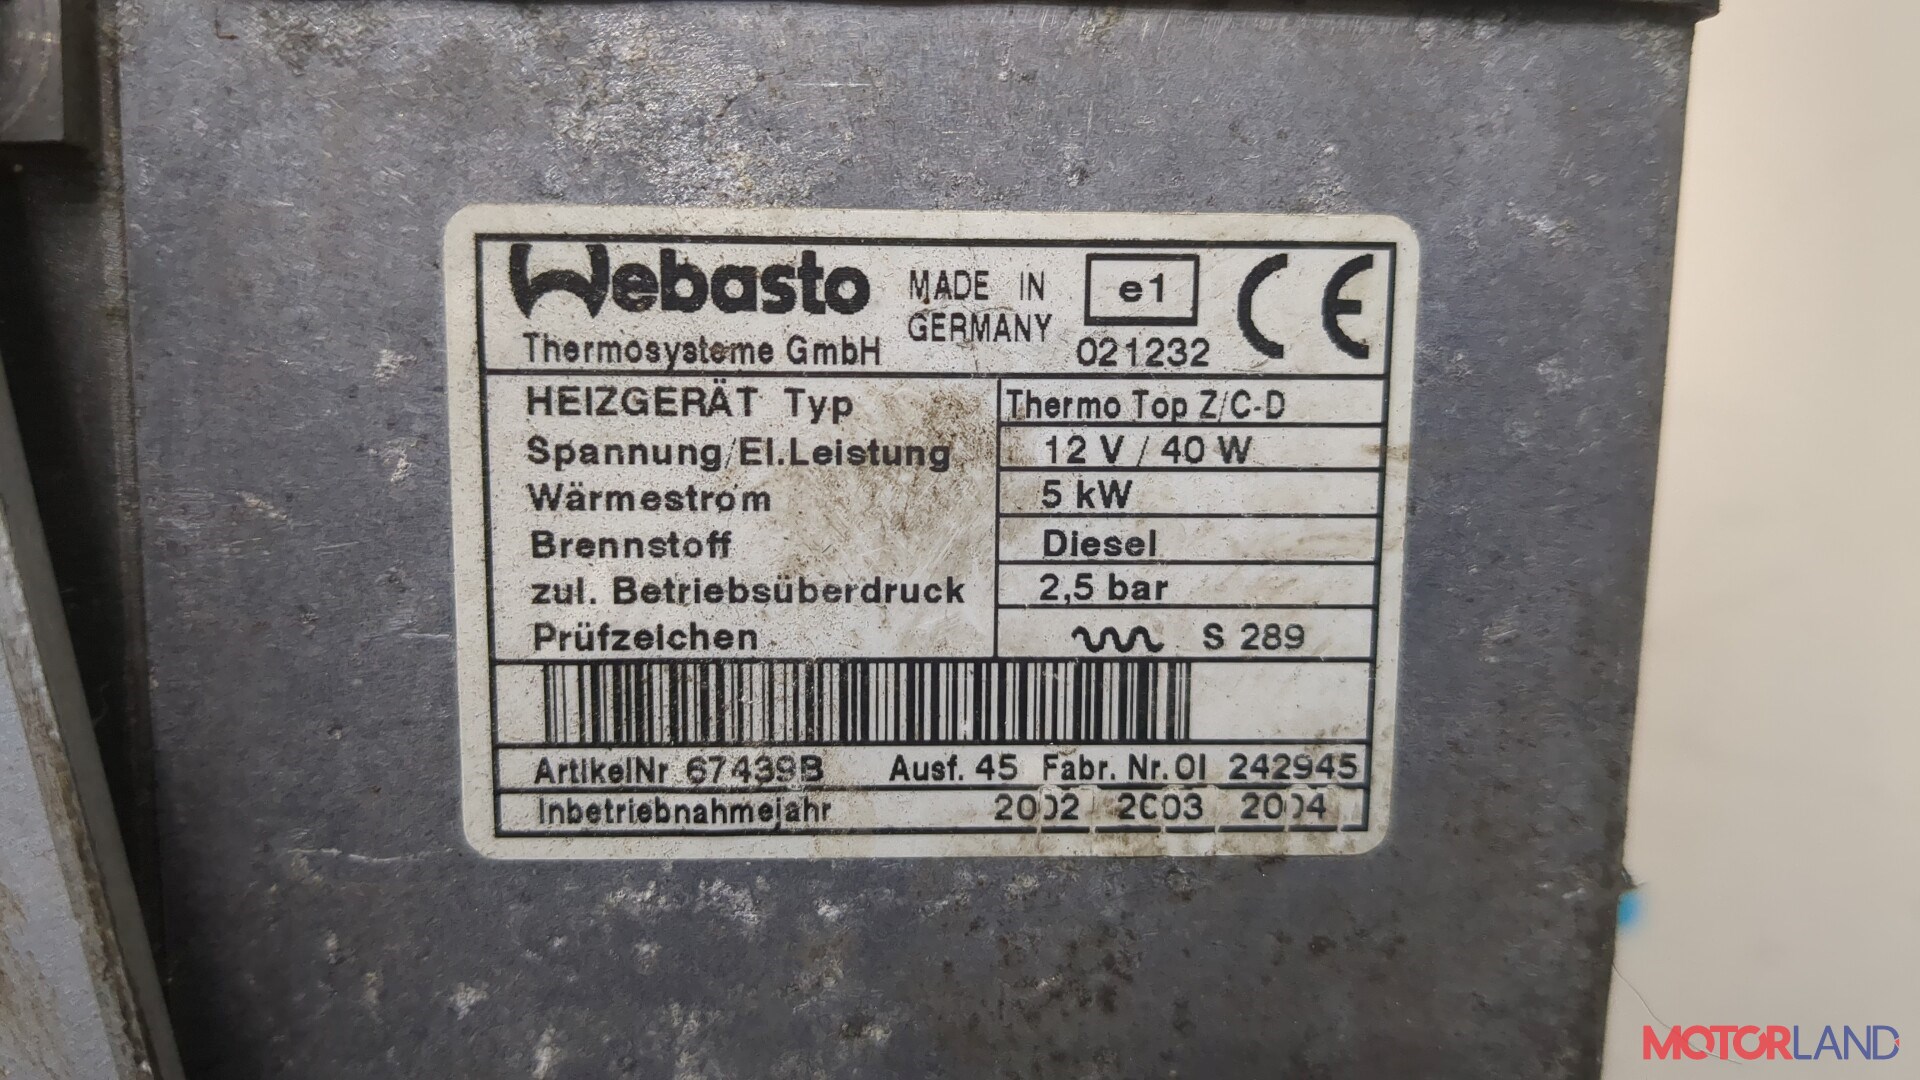 Webasto
Thermosysteme GmbH
MADE IN
GERMANY
e1
021232
CE
HEIZGERÄT Typ Thermo Top Z/C-D
Spannung/El.Leistung 12 V / 40 W
Wärmestrom 5 kW
Brennstoff Diesel
zul. Betriebsüberdruck 2,5 bar
Prüfzeichen S 289
ArtikelNr 67439B Ausf. 45 Fabr. Nr. 01 242945
Inbetriebnahmejahr 2002 2003 2004
MOTORLAND